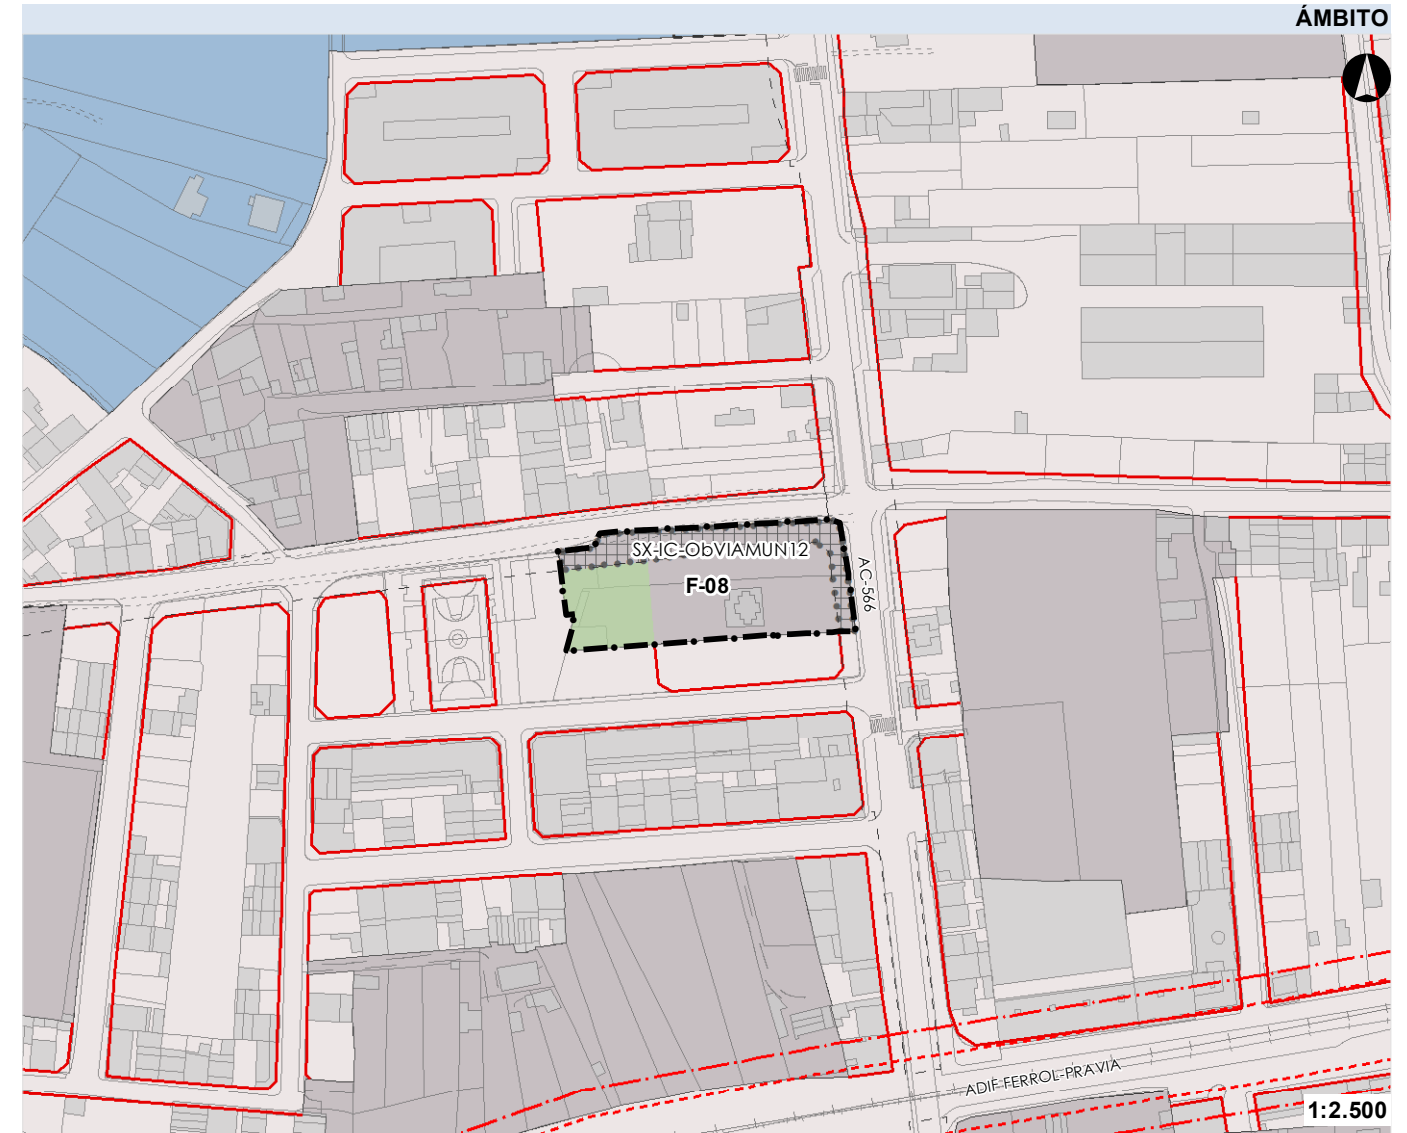 ÁMBITO
SX-IC-ObVIAMUN12
F-08
AC-566
ADIF FERROL-PRAVIA
1:2.500